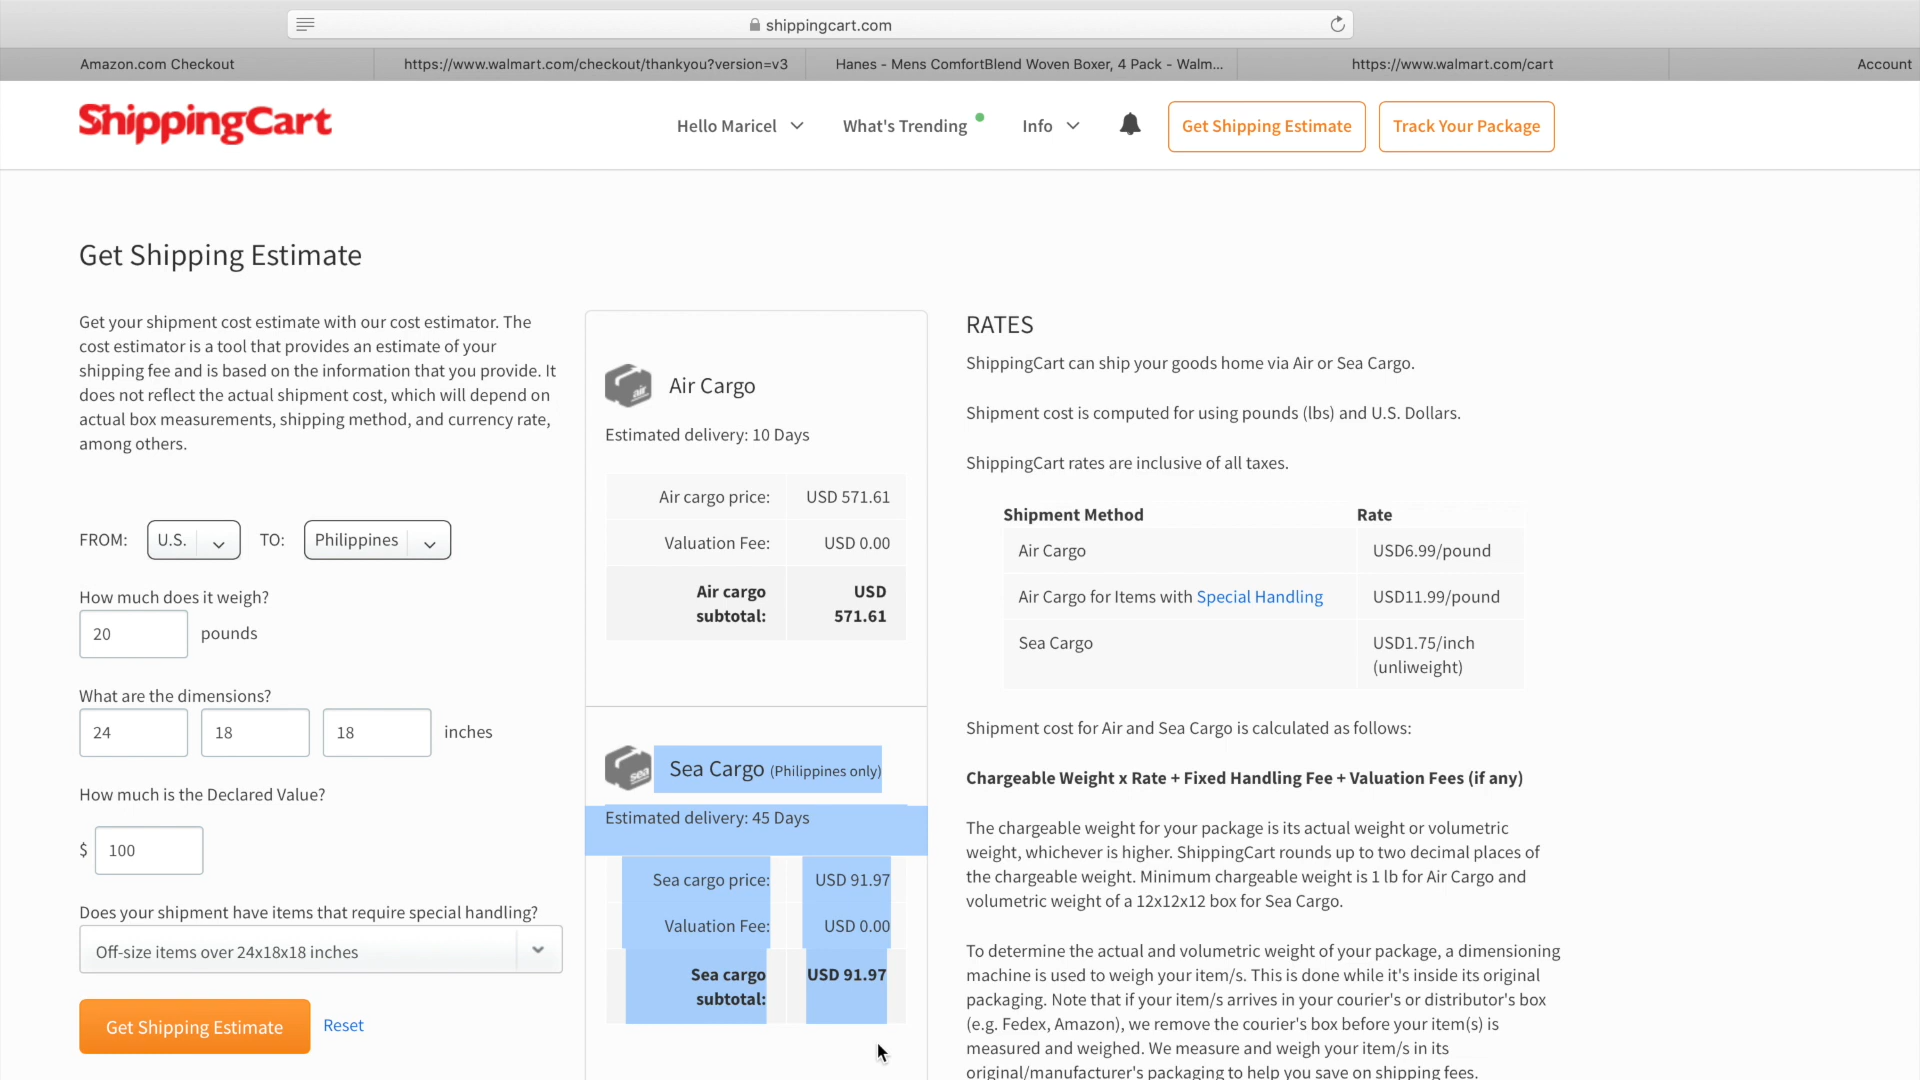 shippingcart.com
Amazon.com Checkout
https://www.walmart.com/checkout/thankyou?version=v3
Hanes - Mens ComfortBlend Woven Boxer, 4 Pack - Walm...
https://www.walmart.com/cart
Account
ShippingCart
Hello Maricel
What's Trending
Info
Get Shipping Estimate
Track Your Package
Get Shipping Estimate
Get your shipment cost estimate with our cost estimator. The
cost estimator is a tool that provides an estimate of your
shipping fee and is based on the information that you provide. It
does not reflect the actual shipment cost, which will depend on
actual box measurements, shipping method, and currency rate,
among others.
FROM: U.S. TO: Philippines
How much does it weigh?
20 pounds
What are the dimensions?
24 18 18 inches
How much is the Declared Value?
$ 100
Does your shipment have items that require special handling?
Off-size items over 24x18x18 inches
Get Shipping Estimate Reset
air Air Cargo
Estimated delivery: 10 Days
Air cargo price: USD 571.61
Valuation Fee: USD 0.00
Air cargo USD
subtotal: 571.61
sea Sea Cargo (Philippines only)
Estimated delivery: 45 Days
Sea cargo price: USD 91.97
Valuation Fee: USD 0.00
Sea cargo USD 91.97
subtotal:
RATES
ShippingCart can ship your goods home via Air or Sea Cargo.
Shipment cost is computed for using pounds (lbs) and U.S. Dollars.
ShippingCart rates are inclusive of all taxes.
Shipment Method Rate
Air Cargo USD6.99/pound
Air Cargo for Items with Special Handling USD11.99/pound
Sea Cargo USD1.75/inch
(unliweight)
Shipment cost for Air and Sea Cargo is calculated as follows:
Chargeable Weight x Rate + Fixed Handling Fee + Valuation Fees (if any)
The chargeable weight for your package is its actual weight or volumetric
weight, whichever is higher. ShippingCart rounds up to two decimal places of
the chargeable weight. Minimum chargeable weight is 1 lb for Air Cargo and
volumetric weight of a 12x12x12 box for Sea Cargo.
To determine the actual and volumetric weight of your package, a dimensioning
machine is used to weigh your item/s. This is done while it's inside its original
packaging. Note that if your item/s arrives in your courier's or distributor's box
(e.g. Fedex, Amazon), we remove the courier's box before your item(s) is
measured and weighed. We measure and weigh your item/s in its
original/manufacturer's packaging to help you save on shipping fees.